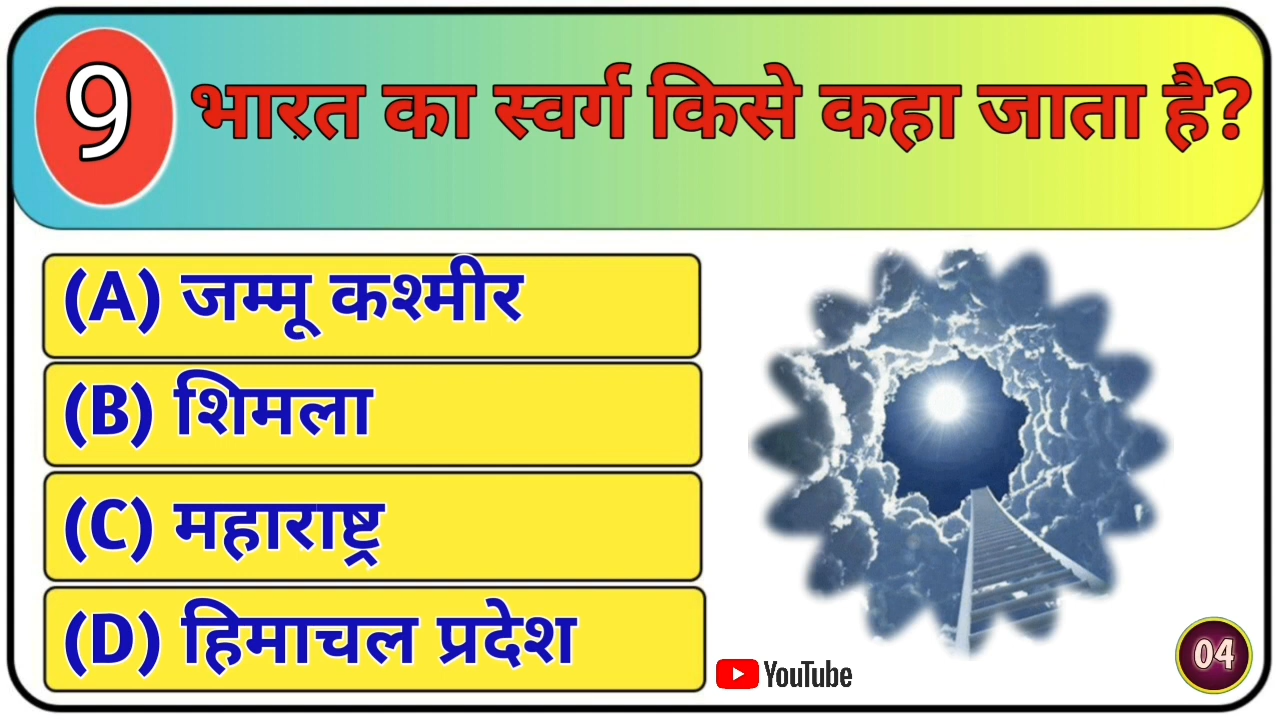 9
भारत का स्वर्ग किसे कहा जाता है?
(A) जम्मू कश्मीर
(B) शिमला
(C) महाराष्ट्र
(D) हिमाचल प्रदेश
YouTube
04